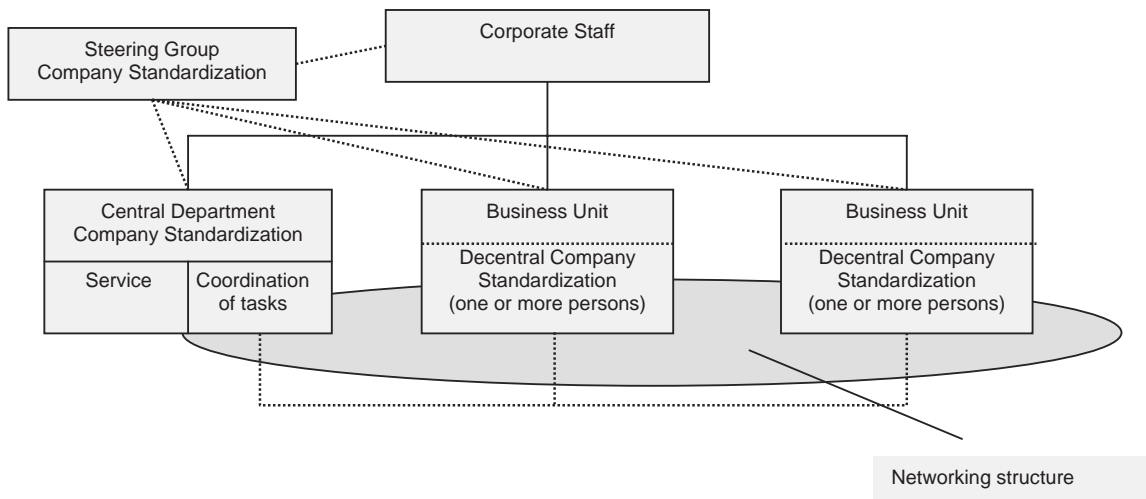 Corporate Staff
Steering Group
Company Standardization
Central Department
Company Standardization
Service
Coordination
of tasks
Business Unit
Decentral Company
Standardization
(one or more persons)
Business Unit
Decentral Company
Standardization
(one or more persons)
Networking structure